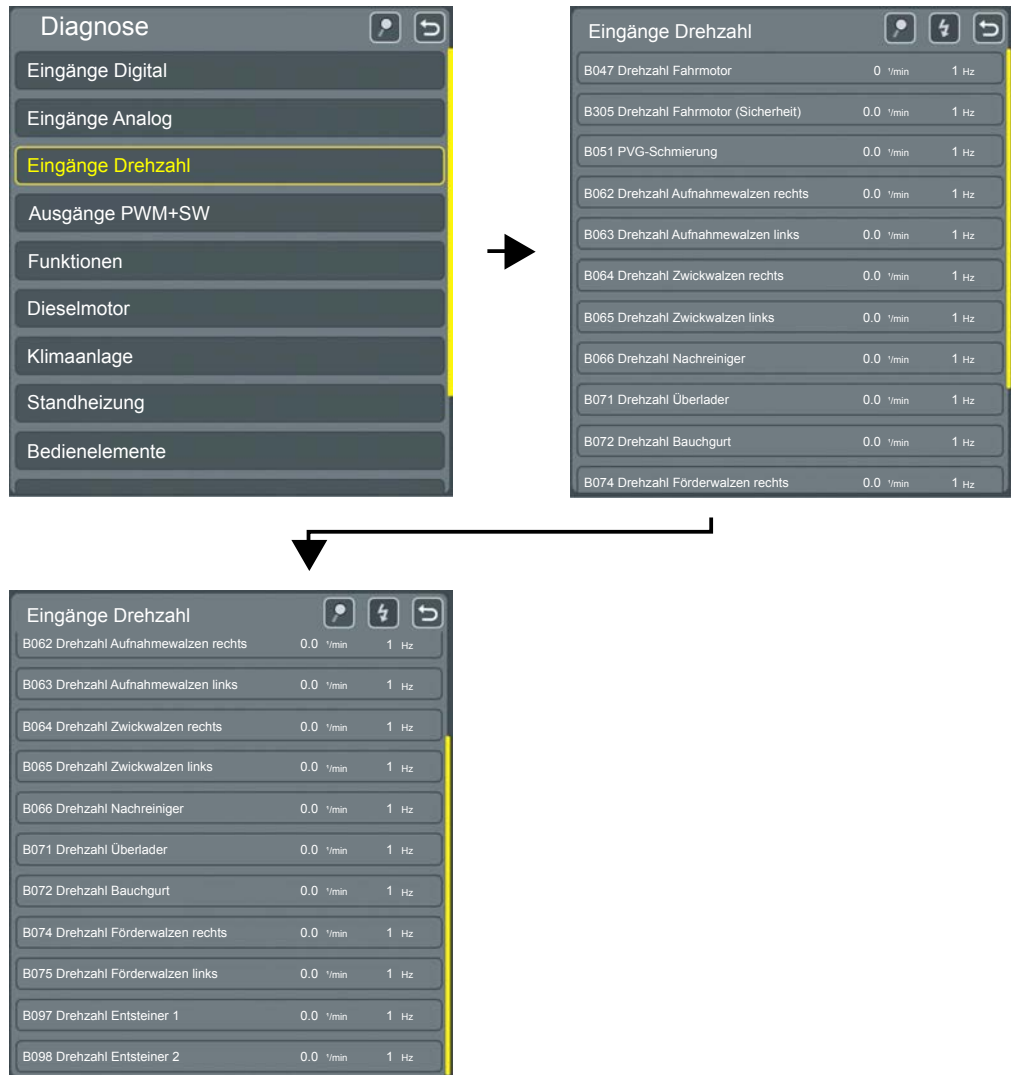 Diagnose
Eingänge Digital
Eingänge Analog
Eingänge Drehzahl
Ausgänge PWM+SW
Funktionen
Dieselmotor
Klimaanlage
Standheizung
Bedienelemente
Eingänge Drehzahl
B047 Drehzahl Fahrmotor 0 ¹/min 1 Hz
B305 Drehzahl Fahrmotor (Sicherheit) 0.0 ¹/min 1 Hz
B051 PVG-Schmierung 0.0 ¹/min 1 Hz
B062 Drehzahl Aufnahmewalzen rechts 0.0 ¹/min 1 Hz
B063 Drehzahl Aufnahmewalzen links 0.0 ¹/min 1 Hz
B064 Drehzahl Zwickwalzen rechts 0.0 ¹/min 1 Hz
B065 Drehzahl Zwickwalzen links 0.0 ¹/min 1 Hz
B066 Drehzahl Nachreiniger 0.0 ¹/min 1 Hz
B071 Drehzahl Überlader 0.0 ¹/min 1 Hz
B072 Drehzahl Bauchgurt 0.0 ¹/min 1 Hz
B074 Drehzahl Förderwalzen rechts 0.0 ¹/min 1 Hz
Eingänge Drehzahl
B062 Drehzahl Aufnahmewalzen rechts 0.0 ¹/min 1 Hz
B063 Drehzahl Aufnahmewalzen links 0.0 ¹/min 1 Hz
B064 Drehzahl Zwickwalzen rechts 0.0 ¹/min 1 Hz
B065 Drehzahl Zwickwalzen links 0.0 ¹/min 1 Hz
B066 Drehzahl Nachreiniger 0.0 ¹/min 1 Hz
B071 Drehzahl Überlader 0.0 ¹/min 1 Hz
B072 Drehzahl Bauchgurt 0.0 ¹/min 1 Hz
B074 Drehzahl Förderwalzen rechts 0.0 ¹/min 1 Hz
B075 Drehzahl Förderwalzen links 0.0 ¹/min 1 Hz
B097 Drehzahl Entsteiner 1 0.0 ¹/min 1 Hz
B098 Drehzahl Entsteiner 2 0.0 ¹/min 1 Hz